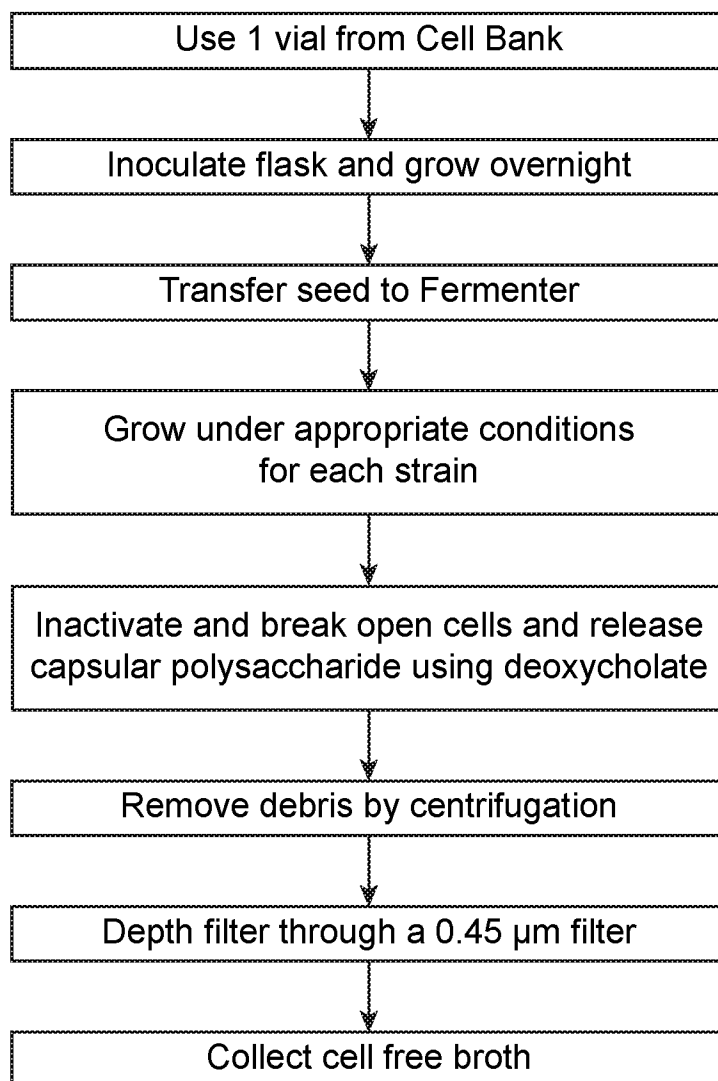 Use 1 vial from Cell Bank
Inoculate flask and grow overnight
Transfer seed to Fermenter
Grow under appropriate conditions
for each strain
Inactivate and break open cells and release
capsular polysaccharide using deoxycholate
Remove debris by centrifugation
Depth filter through a 0.45 µm filter
Collect cell free broth